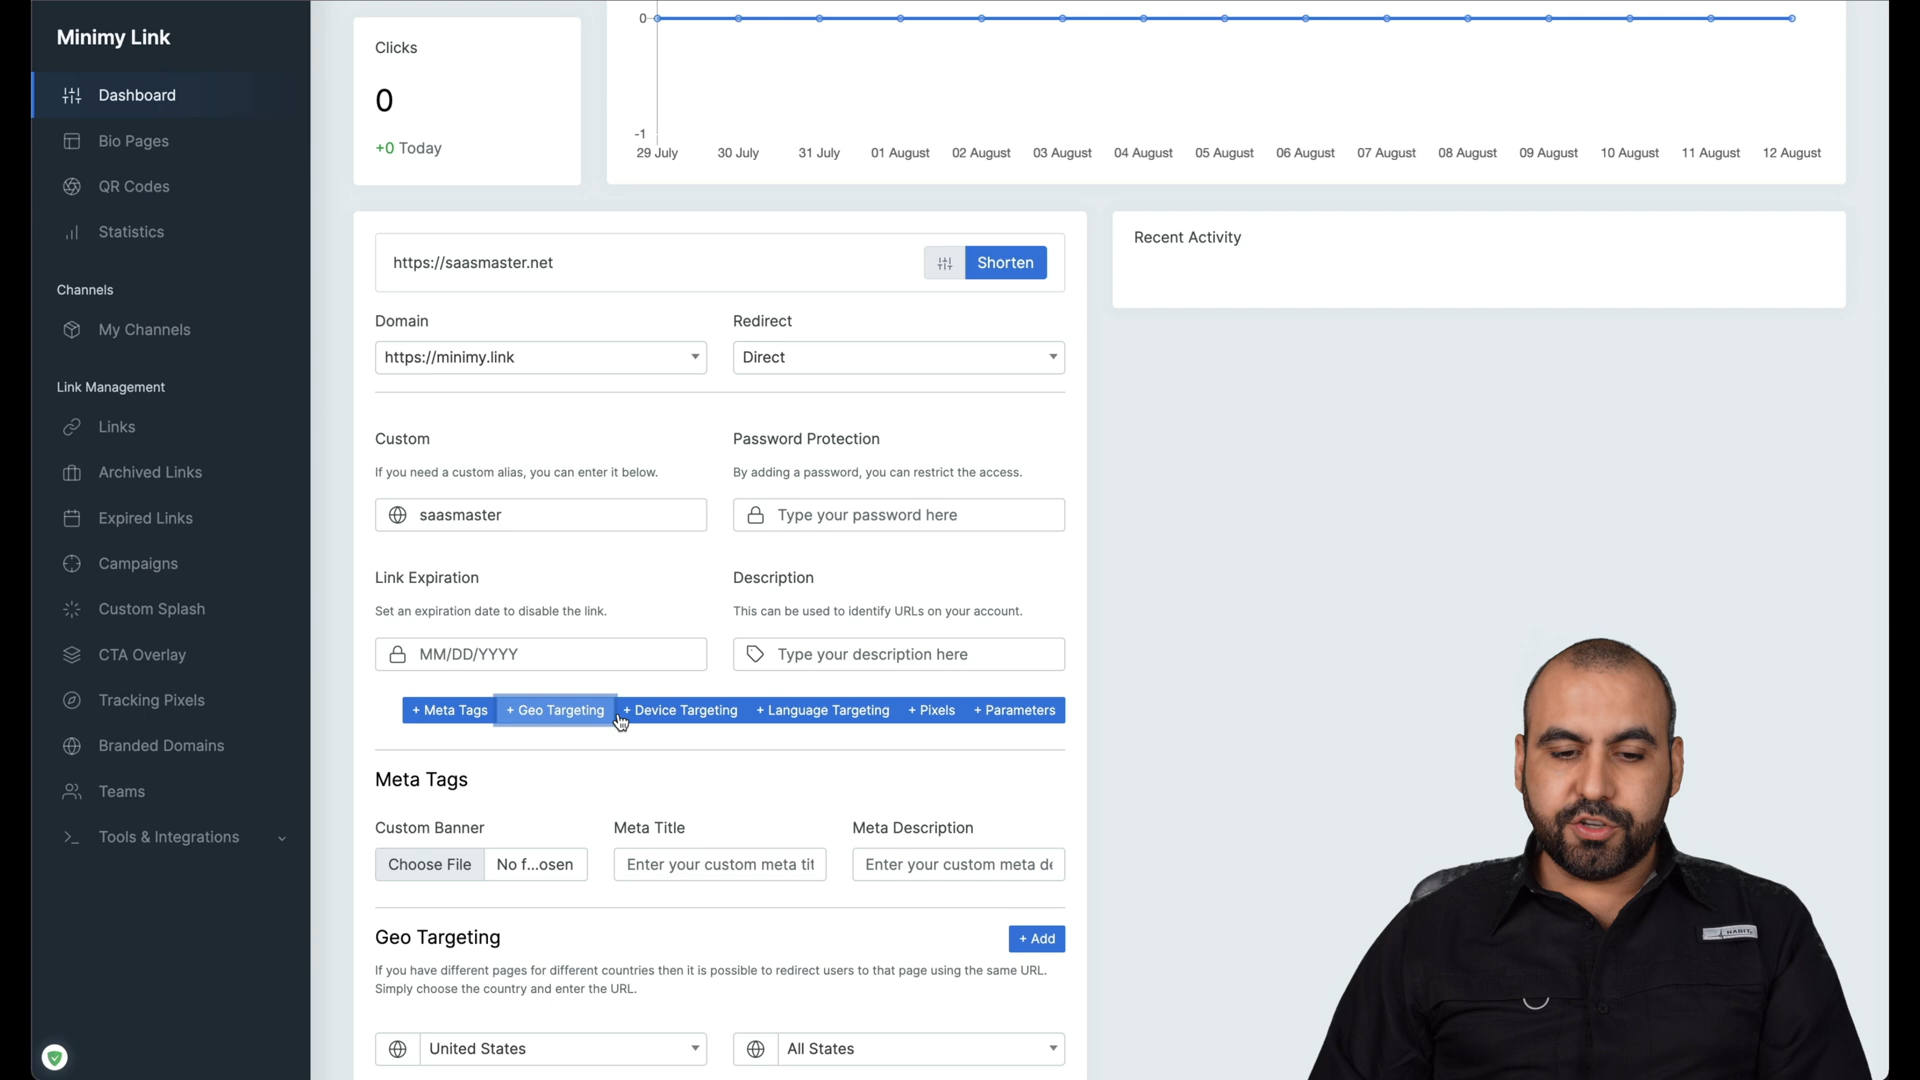 Minimy Link
Dashboard
Bio Pages
QR Codes
Statistics
Channels
My Channels
Link Management
Links
Archived Links
Expired Links
Campaigns
Custom Splash
CTA Overlay
Tracking Pixels
Branded Domains
Teams
Tools & Integrations
Clicks
0
+0 Today
0
-1
29 July 30 July 31 July 01 August 02 August 03 August 04 August 05 August 06 August 07 August 08 August 09 August 10 August 11 August 12 August
https://saasmaster.net
Shorten
Recent Activity
Domain
https://minimy.link
Redirect
Direct
Custom
If you need a custom alias, you can enter it below.
saasmaster
Password Protection
By adding a password, you can restrict the access.
Type your password here
Link Expiration
Set an expiration date to disable the link.
MM/DD/YYYY
Description
This can be used to identify URLs on your account.
Type your description here
+ Meta Tags + Geo Targeting + Device Targeting + Language Targeting + Pixels + Parameters
Meta Tags
Custom Banner
Choose File No f...osen
Meta Title
Enter your custom meta tit
Meta Description
Enter your custom meta de
Geo Targeting
+ Add
If you have different pages for different countries then it is possible to redirect users to that page using the same URL.
Simply choose the country and enter the URL.
United States
All States
HABIT